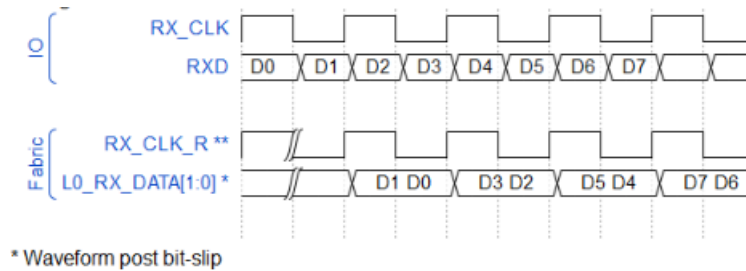 IO
RX_CLK
RXD D0 D1 D2 D3 D4 D5 D6 D7
Fabric
RX_CLK_R **
L0_RX_DATA[1:0] * D1 D0 D3 D2 D5 D4 D7 D6
* Waveform post bit-slip